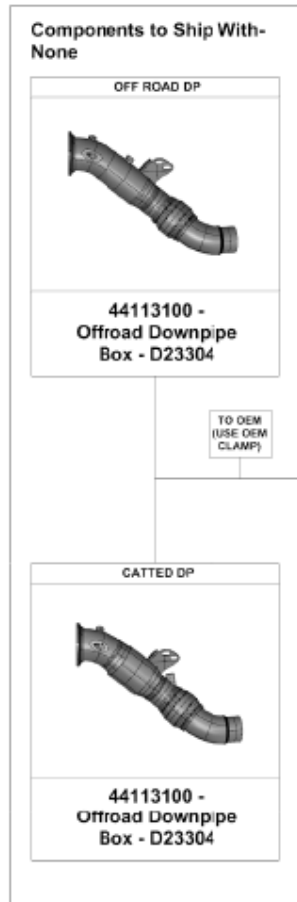 Components to Ship With-
None
OFF ROAD DP
44113100 -
Offroad Downpipe
Box - D23304
TO OEM
(USE OEM
CLAMP)
CATTED DP
44113100 -
Offroad Downpipe
Box - D23304